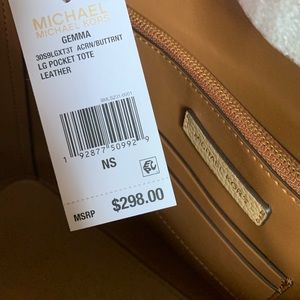 MICHAEL
MICHAEL KORS
GEMMA
30S9LGXT3T ACRN/BUTTRNT
LG POCKET TOTE
LEATHER
1 92877 50992 9
NS
MSRP $298.00
MICHAEL KORS